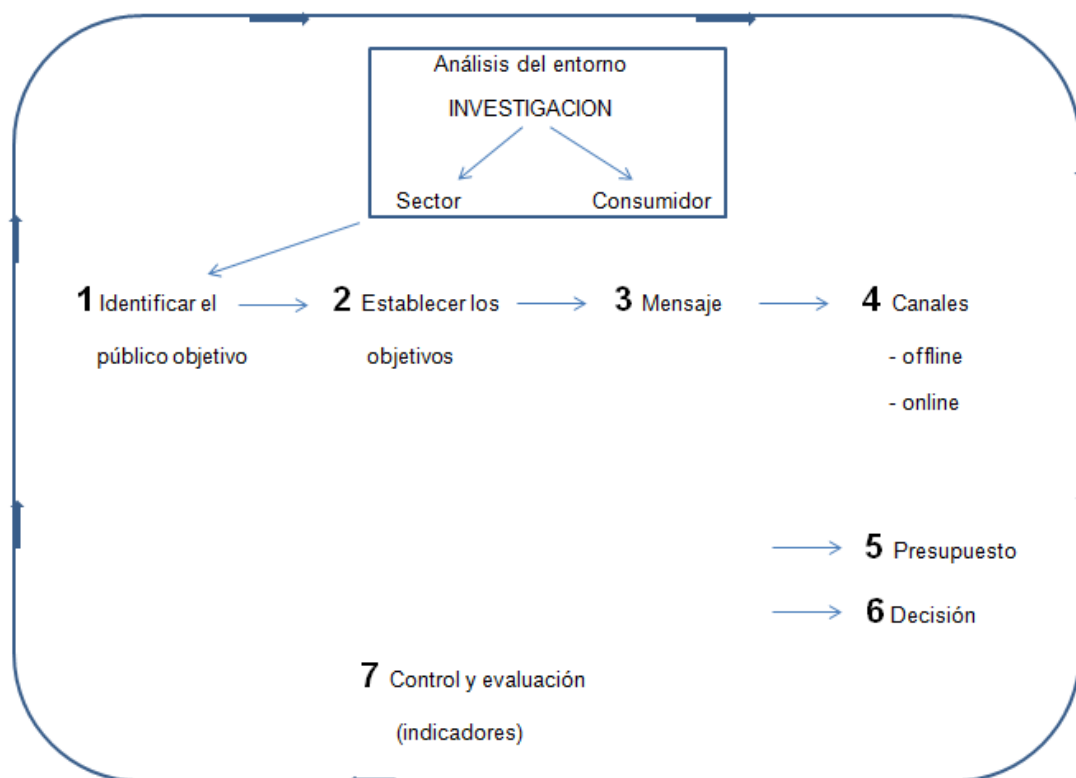 Análisis del entorno
INVESTIGACION
Sector Consumidor
1 Identificar el
público objetivo
2 Establecer los
objetivos
3 Mensaje
4 Canales
- offline
- online
5 Presupuesto
6 Decisión
7 Control y evaluación
(indicadores)